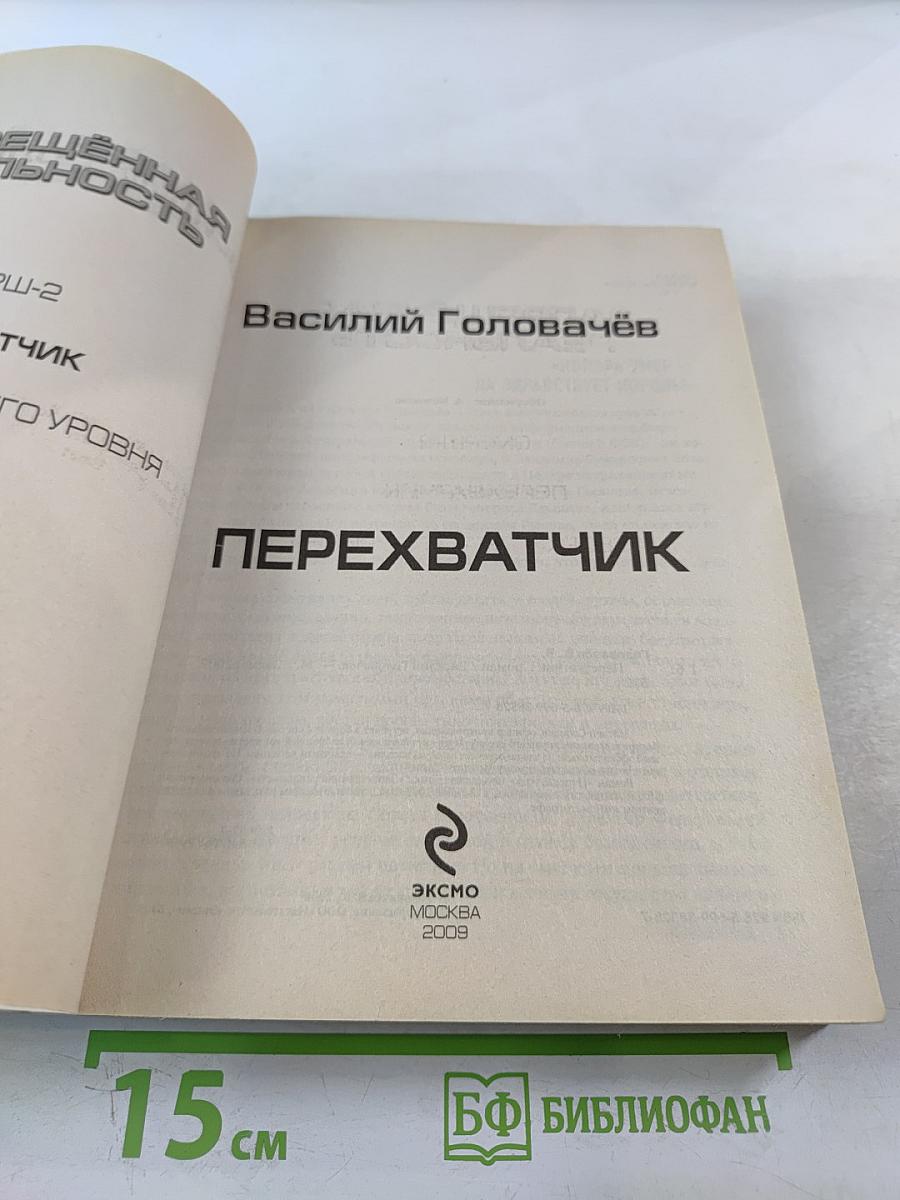 ЕЩЁННАЯ
ЛЬНОСТЬ
РШ-2
ТЧИК
ГО УРОВНЯ
Василий Головачёв
ПЕРЕХВАТЧИК
ЭКСМО
МОСКВА
2009
15 см
БФ БИБЛИОФАН